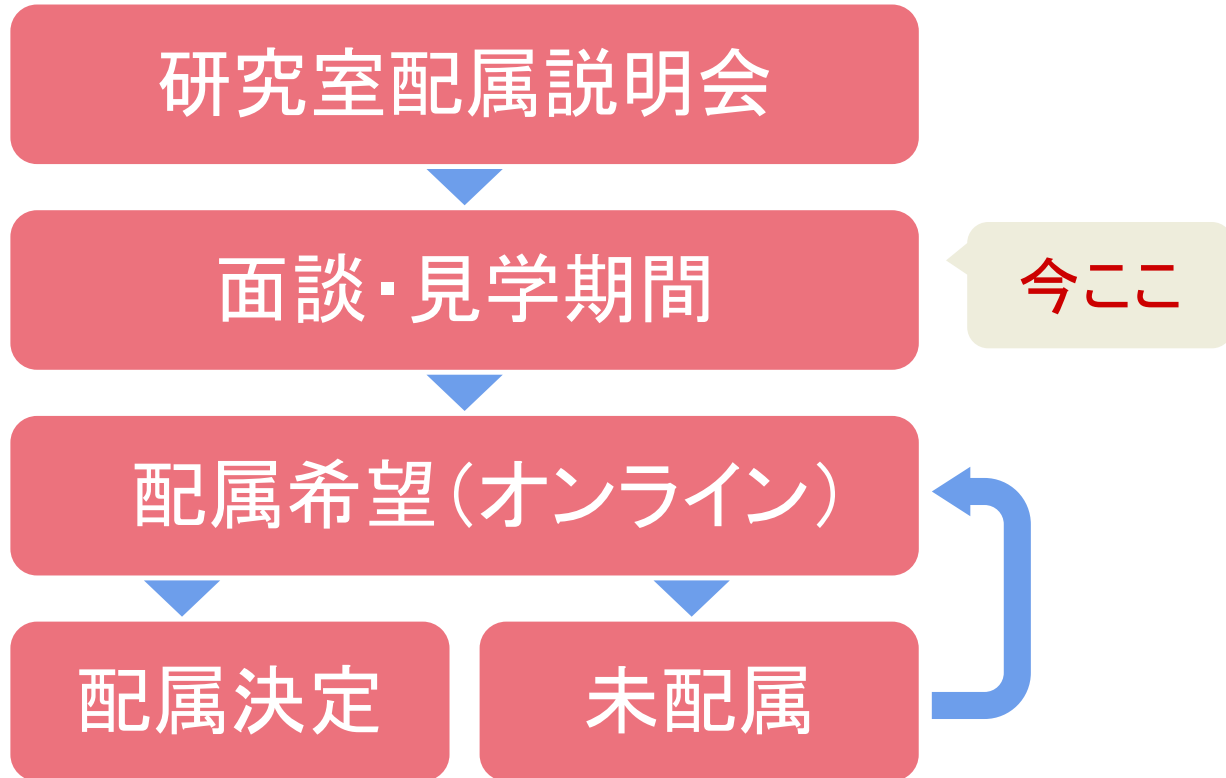 研究室配属説明会
面談・見学期間
今ここ
配属希望(オンライン)
配属決定
未配属